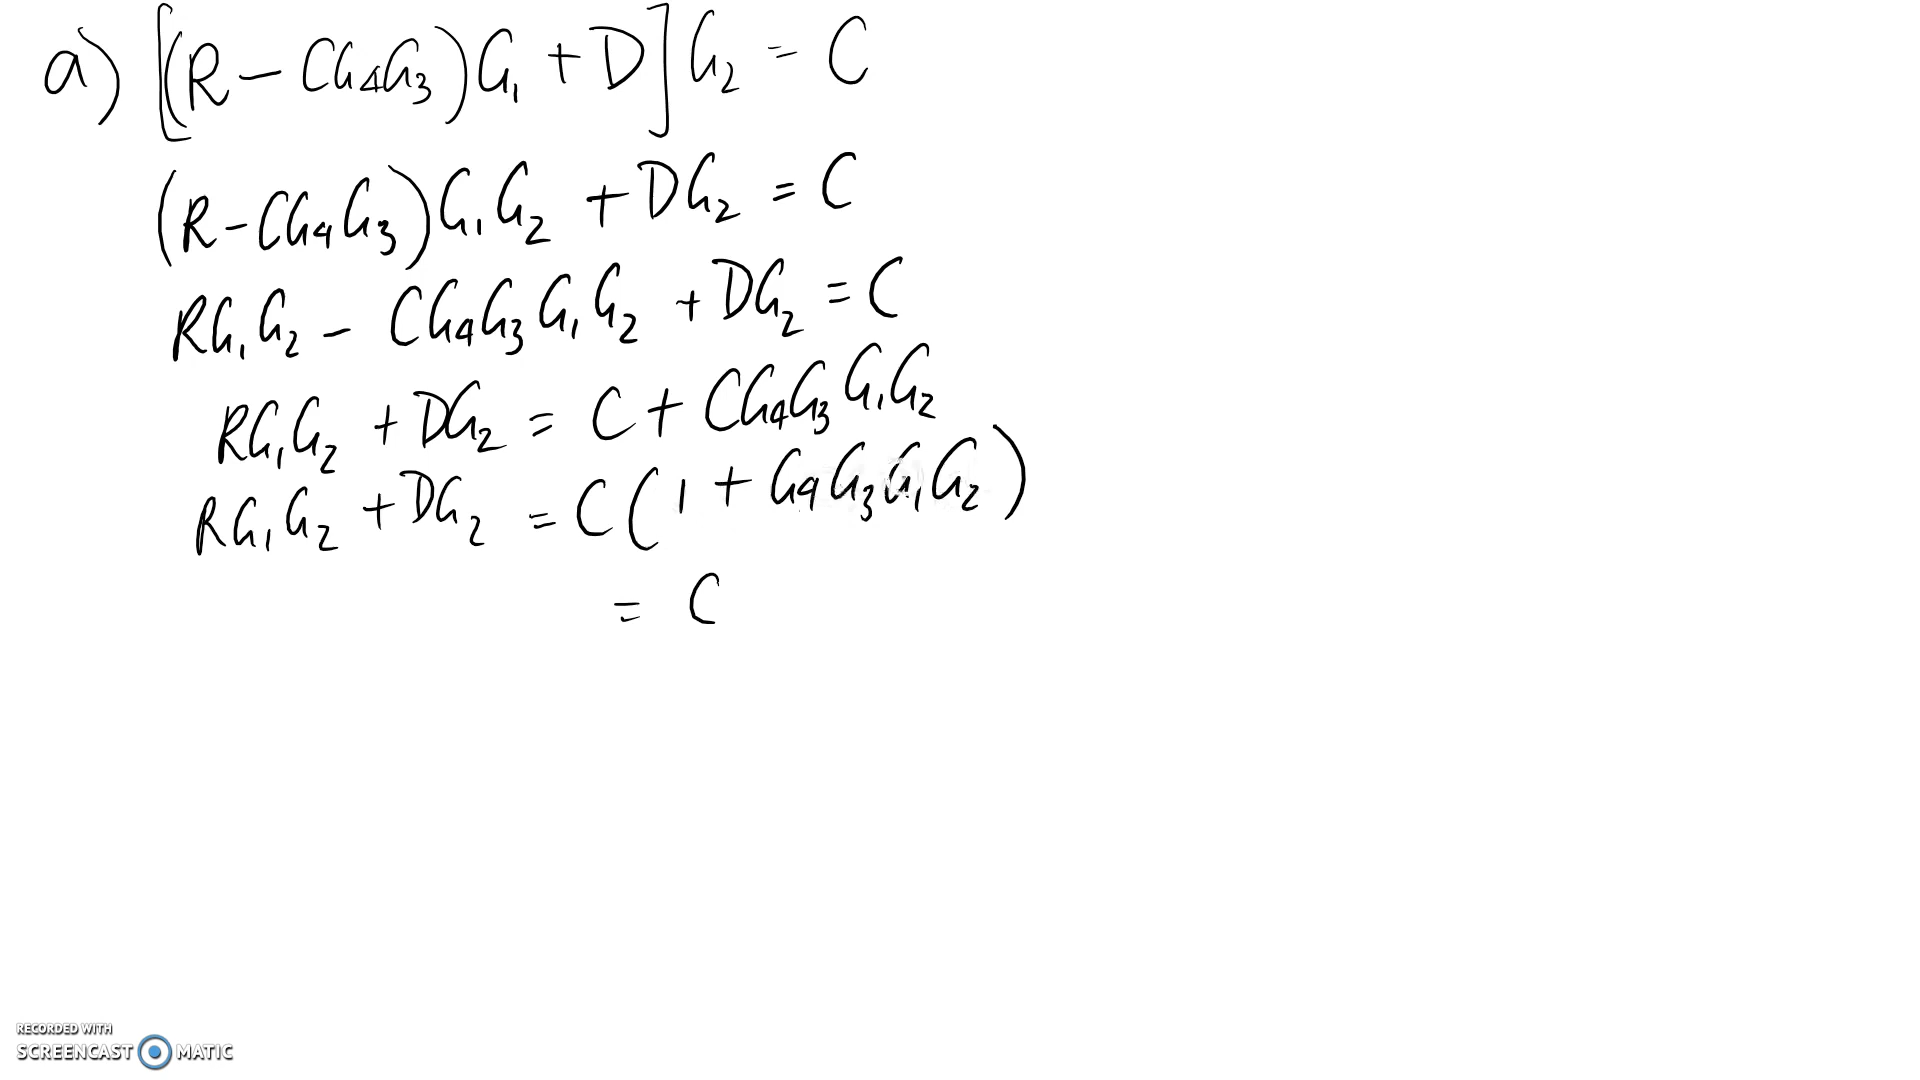 a) [(R - CG₄G₃)G₁ + D]G₂ = C
(R - CG₄G₃)G₁G₂ + DG₂ = C
RG₁G₂ - CG₄G₃G₁G₂ + DG₂ = C
RG₁G₂ + DG₂ = C + CG₄G₃G₁G₂
RG₁G₂ + DG₂ = C(1 + G₄G₃G₁G₂)
= C
RECORDED WITH
SCREENCAST MATIC